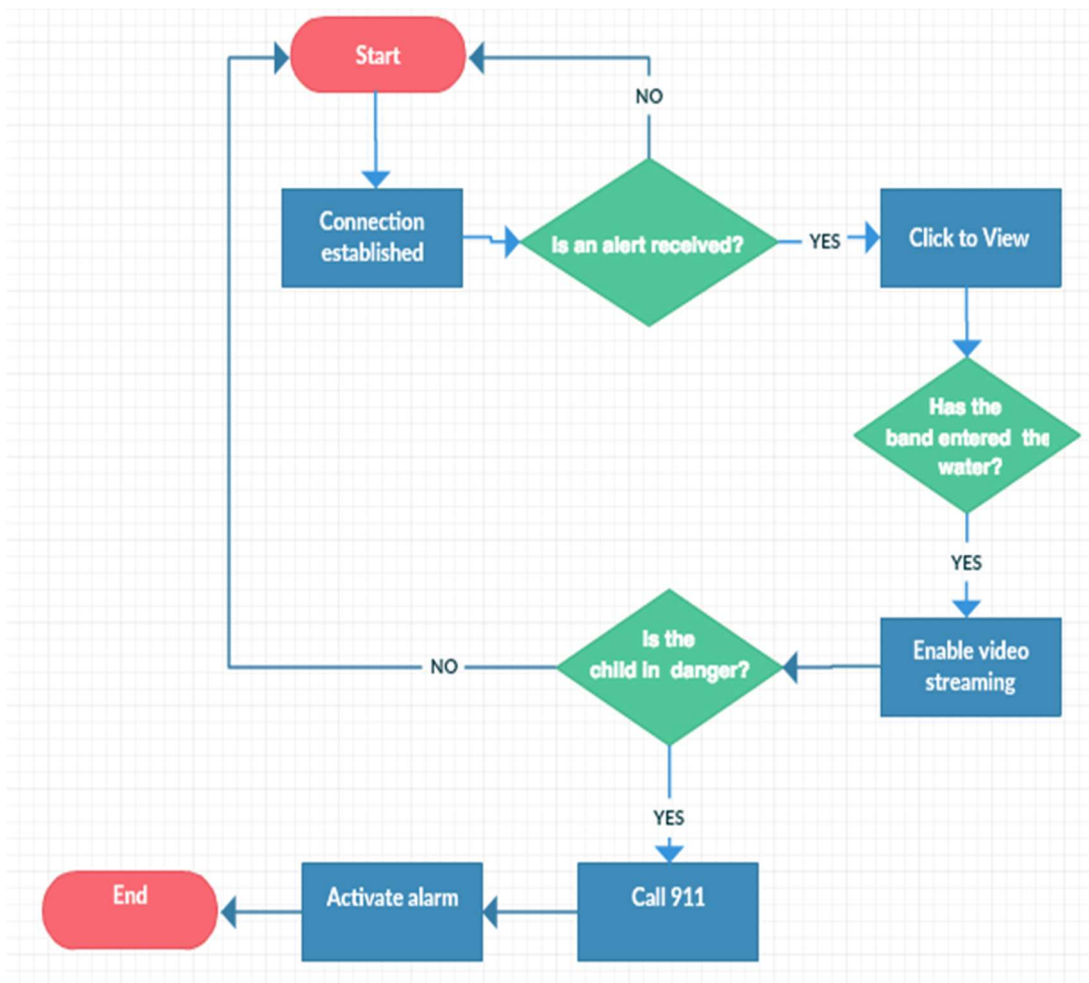 Start
NO
Connection
established
Is an alert received?
YES
Click to View
Has the
band entered the
water?
YES
Enable video
streaming
Is the
child in danger?
NO
YES
Call 911
Activate alarm
End